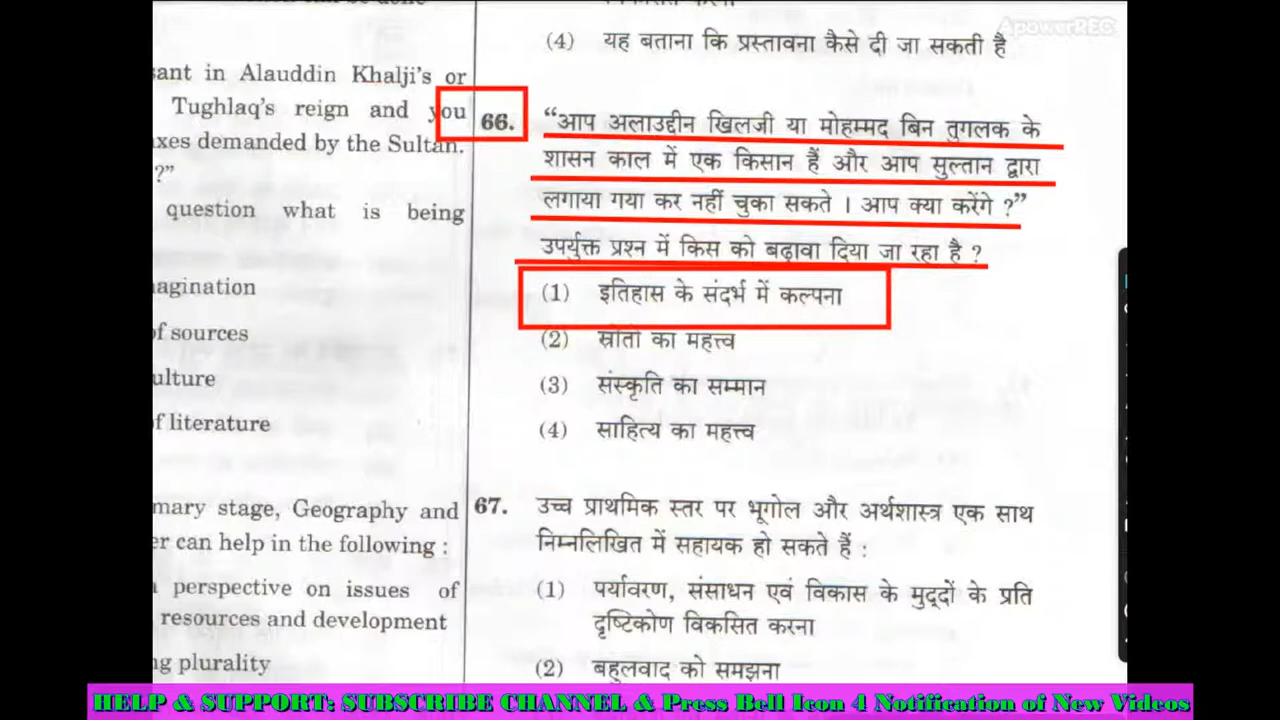 (4) यह बताना कि प्रस्तावना कैसे दी जा सकती है
ApowerREC
sant in Alauddin Khalji's or
Tughlaq's reign and you
axes demanded by the Sultan.
?"
question what is being
magination
of sources
ulture
of literature
66. “आप अलाउद्दीन खिलजी या मोहम्मद बिन तुगलक के
शासन काल में एक किसान हैं और आप सुल्तान द्वारा
लगाया गया कर नहीं चुका सकते । आप क्या करेंगे ?”
उपर्युक्त प्रश्न में किस को बढ़ावा दिया जा रहा है ?
(1) इतिहास के संदर्भ में कल्पना
(2) स्रोतों का महत्त्व
(3) संस्कृति का सम्मान
(4) साहित्य का महत्त्व
mary stage, Geography and
er can help in the following :
perspective on issues of
resources and development
ng plurality
67. उच्च प्राथमिक स्तर पर भूगोल और अर्थशास्त्र एक साथ
निम्नलिखित में सहायक हो सकते हैं :
(1) पर्यावरण, संसाधन एवं विकास के मुद्दों के प्रति
दृष्टिकोण विकसित करना
(2) बहुलवाद को समझना
HELP & SUPPORT: SUBSCRIBE CHANNEL & Press Bell Icon 4 Notification of New Videos